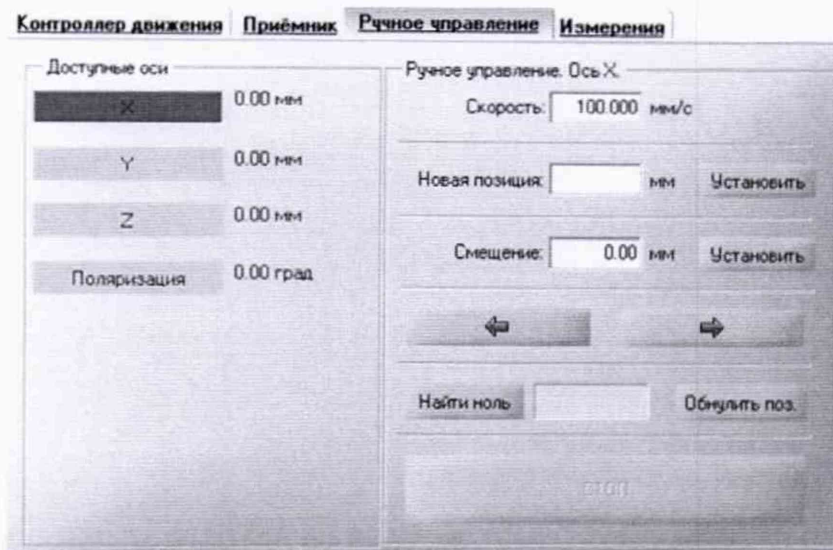 Контроллер движения Приёмник Ручное управление Измерения
Доступные оси
X 0.00 мм
Y 0.00 мм
Z 0.00 мм
Поляризация 0.00 град
Ручное управление. Ось X.
Скорость: 100.000 мм/с
Новая позиция: мм Установить
Смещение: 0.00 мм Установить
Найти ноль Обнулить поз.
стоп